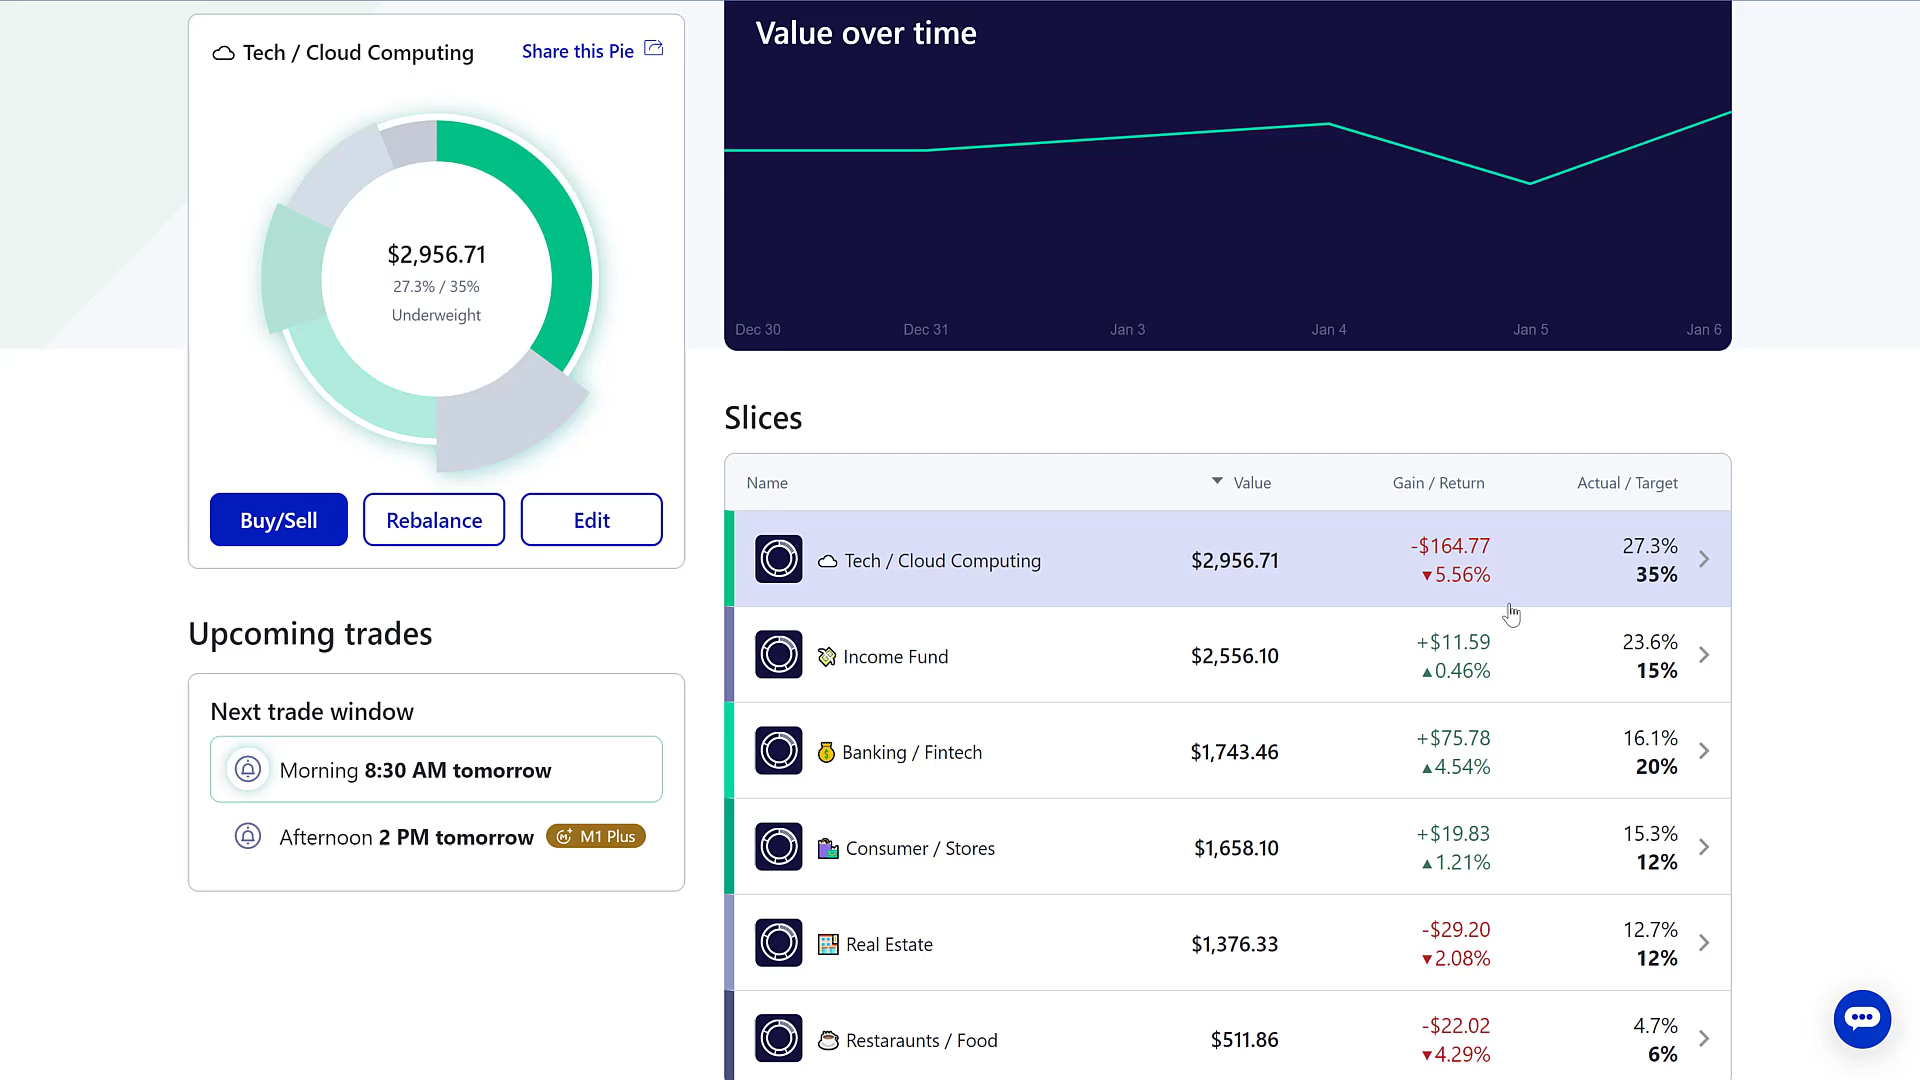 Tech / Cloud Computing
Share this Pie
$2,956.71
27.3% / 35%
Underweight
Buy/Sell
Rebalance
Edit
Upcoming trades
Next trade window
Morning 8:30 AM tomorrow
Afternoon 2 PM tomorrow
M1 Plus
Value over time
Dec 30
Dec 31
Jan 3
Jan 4
Jan 5
Jan 6
Slices
Name
Value
Gain / Return
Actual / Target
Tech / Cloud Computing
$2,956.71
-$164.77
▼5.56%
27.3%
35%
Income Fund
$2,556.10
+$11.59
▲0.46%
23.6%
15%
Banking / Fintech
$1,743.46
+$75.78
▲4.54%
16.1%
20%
Consumer / Stores
$1,658.10
+$19.83
▲1.21%
15.3%
12%
Real Estate
$1,376.33
-$29.20
▼2.08%
12.7%
12%
Restaraunts / Food
$511.86
-$22.02
▼4.29%
4.7%
6%